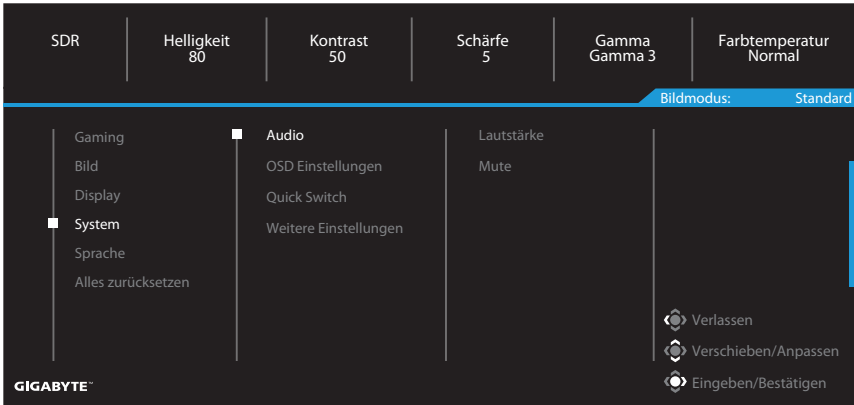 SDR
Helligkeit
80
Kontrast
50
Schärfe
5
Gamma
Gamma 3
Farbtemperatur
Normal
Bildmodus: Standard
Gaming
Bild
Display
System
Sprache
Alles zurücksetzen
Audio
OSD Einstellungen
Quick Switch
Weitere Einstellungen
Lautstärke
Mute
Verlassen
Verschieben/Anpassen
Eingeben/Bestätigen
GIGABYTE™